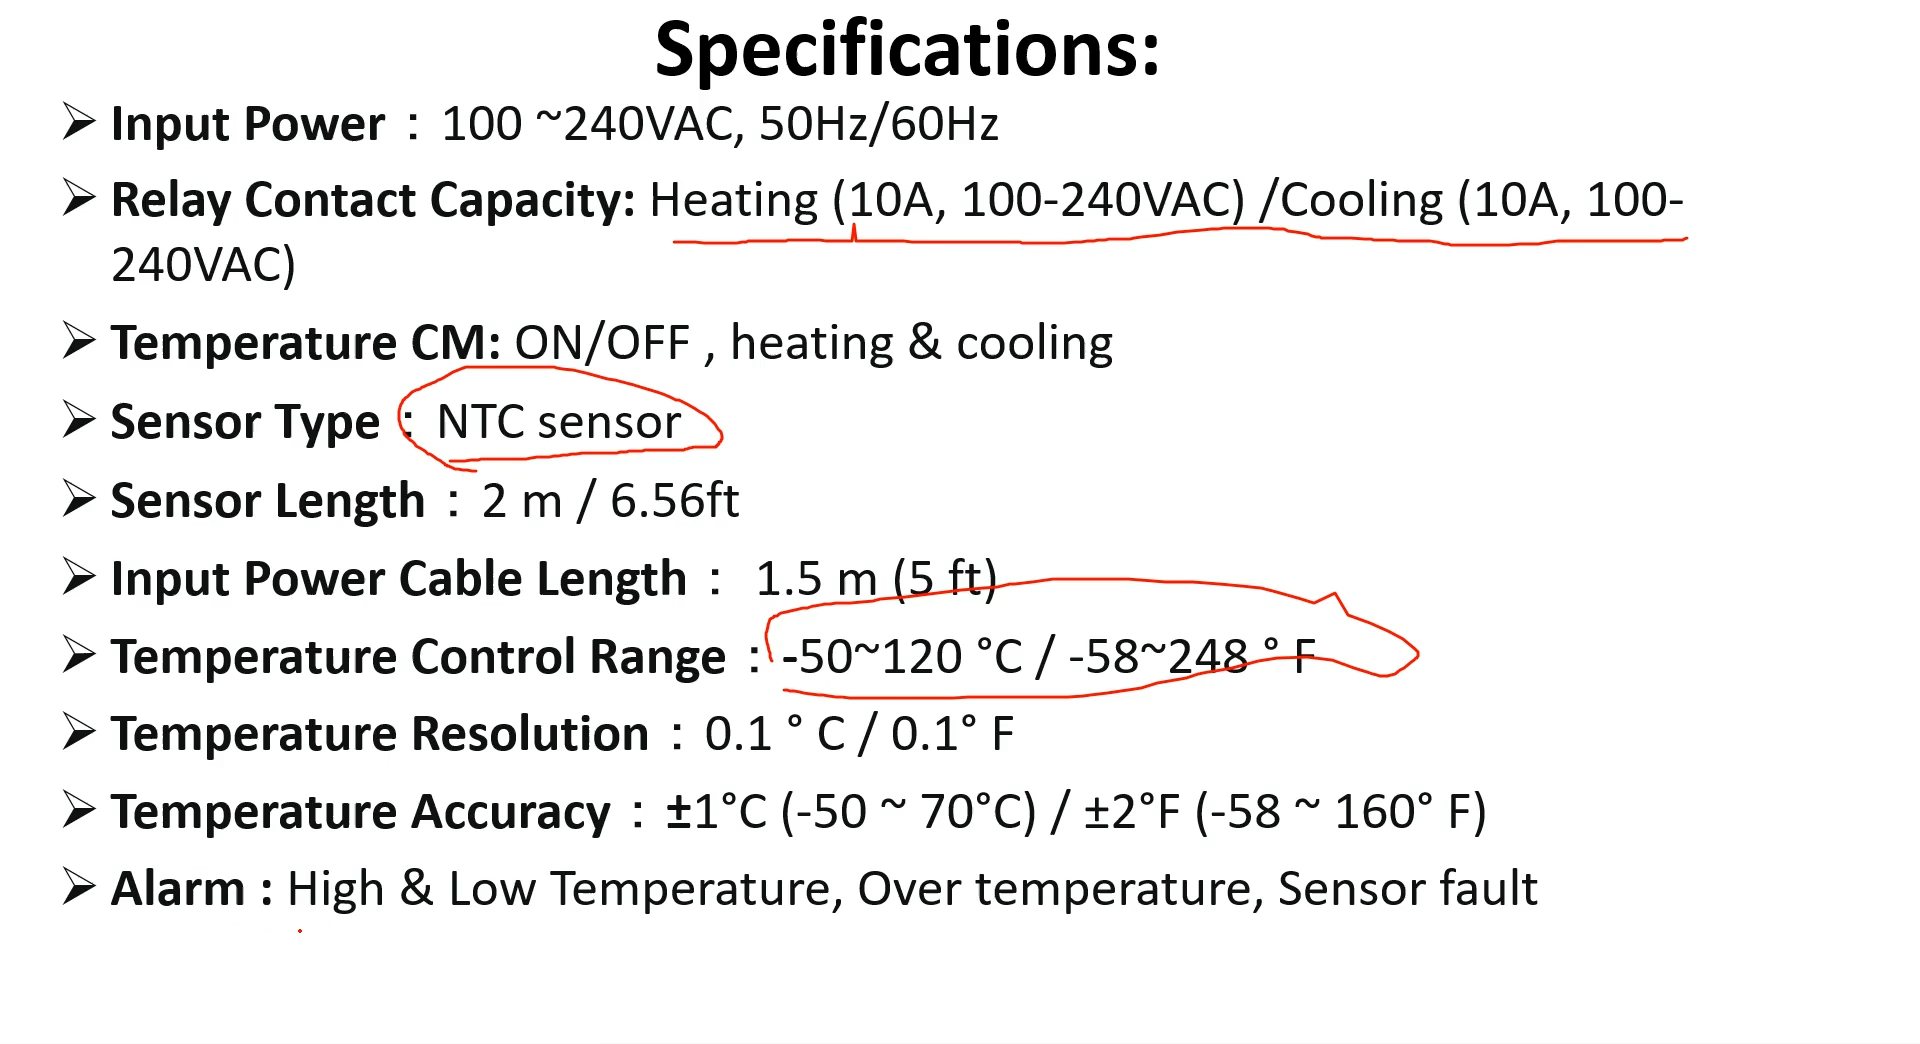 Specifications:
➢ Input Power：100 ~240VAC, 50Hz/60Hz
➢ Relay Contact Capacity: Heating (10A, 100-240VAC) /Cooling (10A, 100-
240VAC)
➢ Temperature CM: ON/OFF , heating & cooling
➢ Sensor Type：NTC sensor
➢ Sensor Length：2 m / 6.56ft
➢ Input Power Cable Length： 1.5 m (5 ft)
➢ Temperature Control Range：-50~120 °C / -58~248 ° F
➢ Temperature Resolution：0.1 ° C / 0.1° F
➢ Temperature Accuracy：±1°C (-50 ~ 70°C) / ±2°F (-58 ~ 160° F)
➢ Alarm : High & Low Temperature, Over temperature, Sensor fault